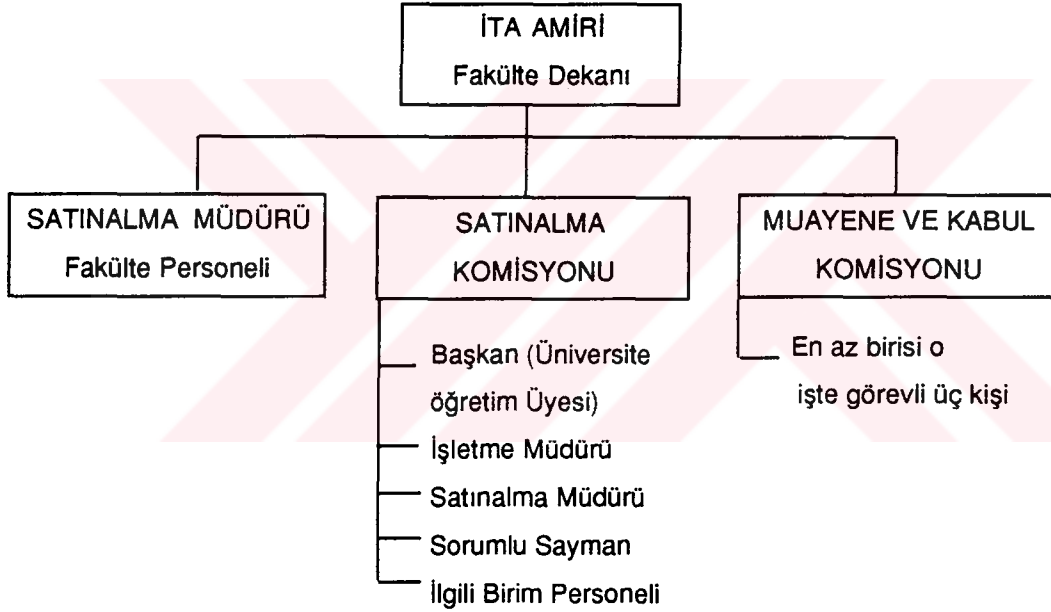 İTA AMİRİ
Fakülte Dekanı
SATINALMA MÜDÜRÜ
Fakülte Personeli
SATINALMA
KOMİSYONU
Başkan (Üniversite
öğretim Üyesi)
İşletme Müdürü
Satınalma Müdürü
Sorumlu Sayman
İlgili Birim Personeli
MUAYENE VE KABUL
KOMİSYONU
En az birisi o
işte görevli üç kişi